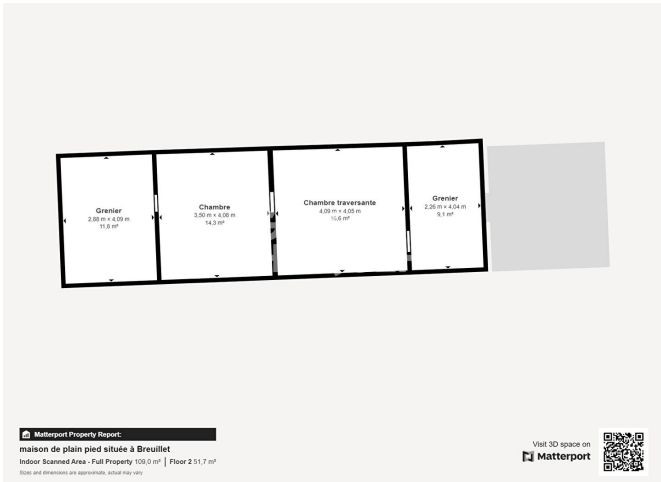 Grenier
2,88 m × 4,09 m
11,8 m²
Chambre
3,50 m × 4,08 m
14,3 m²
Chambre traversante
4,09 m × 4,05 m
16,6 m²
Grenier
2,26 m × 4,04 m
9,1 m²
Matterport Property Report:
maison de plain pied située à Breuillet
Indoor Scanned Area - Full Property 109,0 m² | Floor 2 51,7 m²
Sizes and dimensions are approximate, actual may vary
Visit 3D space on
Matterport